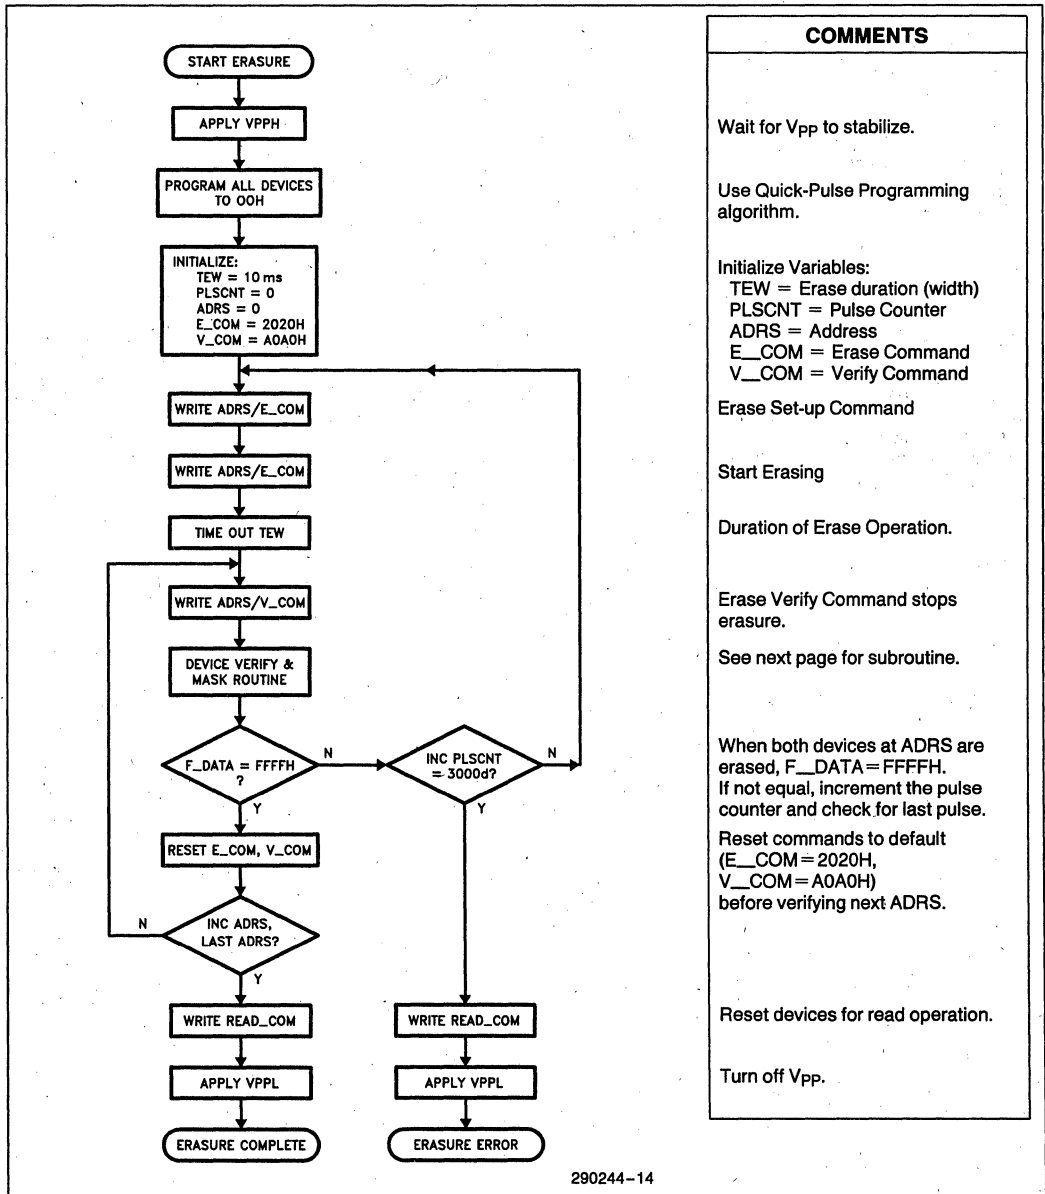 START ERASURE
APPLY VPPH
PROGRAM ALL DEVICES
TO 00H
INITIALIZE:
TEW = 10 ms
PLSCNT = 0
ADRS = 0
E_COM = 2020H
V_COM = A0A0H
WRITE ADRS/E_COM
WRITE ADRS/E_COM
TIME OUT TEW
WRITE ADRS/V_COM
DEVICE VERIFY &
MASK ROUTINE
F_DATA = FFFFH
?
N
Y
INC PLSCNT
= 3000d?
N
Y
RESET E_COM, V_COM
INC ADRS,
LAST ADRS?
N
Y
WRITE READ_COM
APPLY VPPL
ERASURE COMPLETE
WRITE READ_COM
APPLY VPPL
ERASURE ERROR
COMMENTS
Wait for VPP to stabilize.
Use Quick-Pulse Programming
algorithm.
Initialize Variables:
TEW = Erase duration (width)
PLSCNT = Pulse Counter
ADRS = Address
E__COM = Erase Command
V__COM = Verify Command
Erase Set-up Command
Start Erasing
Duration of Erase Operation.
Erase Verify Command stops
erasure.
See next page for subroutine.
When both devices at ADRS are
erased, F__DATA=FFFFH.
If not equal, increment the pulse
counter and check for last pulse.
Reset commands to default
(E__COM=2020H,
V__COM=A0A0H)
before verifying next ADRS.
Reset devices for read operation.
Turn off VPP.
290244-14